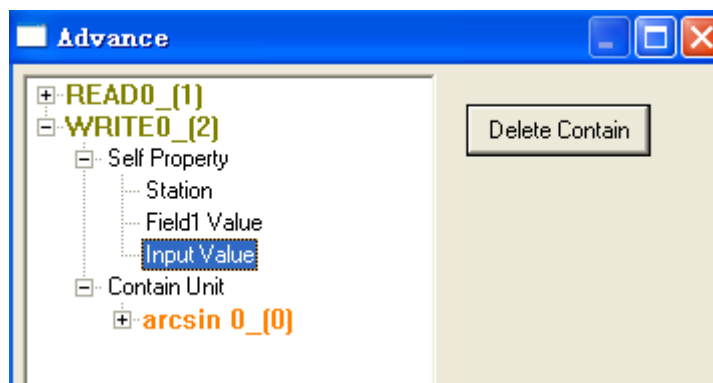 Advance
READ0_(1)
WRITE0_(2)
Self Property
Station
Field1 Value
Input Value
Contain Unit
arcsin 0_(0)
Delete Contain